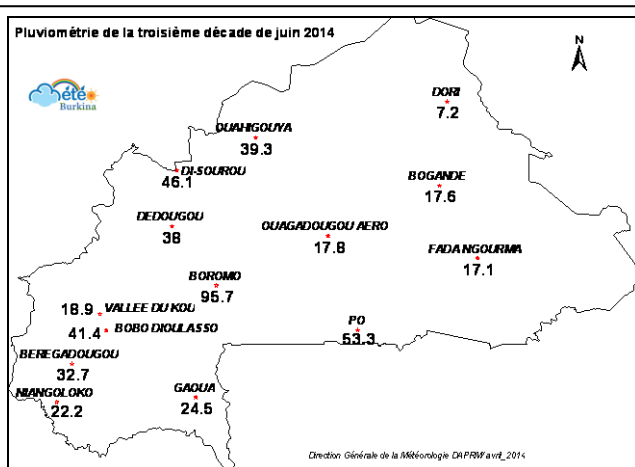 Pluviométrie de la troisième décade de juin 2014
N
Météo
Burkina
DORI
7.2
OUAHIGOUYA
39.3
DI-SOUROU
46.1
BOGANDE
17.6
DEDOUGOU
38
OUAGADOUGOU AERO
17.8
FADA NGOURMA
17.1
BOROMO
95.7
18.9 VALLEE DU KOU
41.4 BOBO DIOULASSO
PO
53.3
BEREGADOUGOU
32.7
NIANGOLOKO
22.2
GAOUA
24.5
Direction Générale de la Météorologie DAPRM/ avril_2014